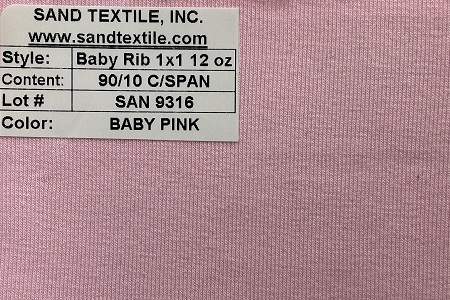 SAND TEXTILE, INC.
www.sandtextile.com
Style: Baby Rib 1x1 12 oz
Content: 90/10 C/SPAN
Lot # SAN 9316
Color: BABY PINK